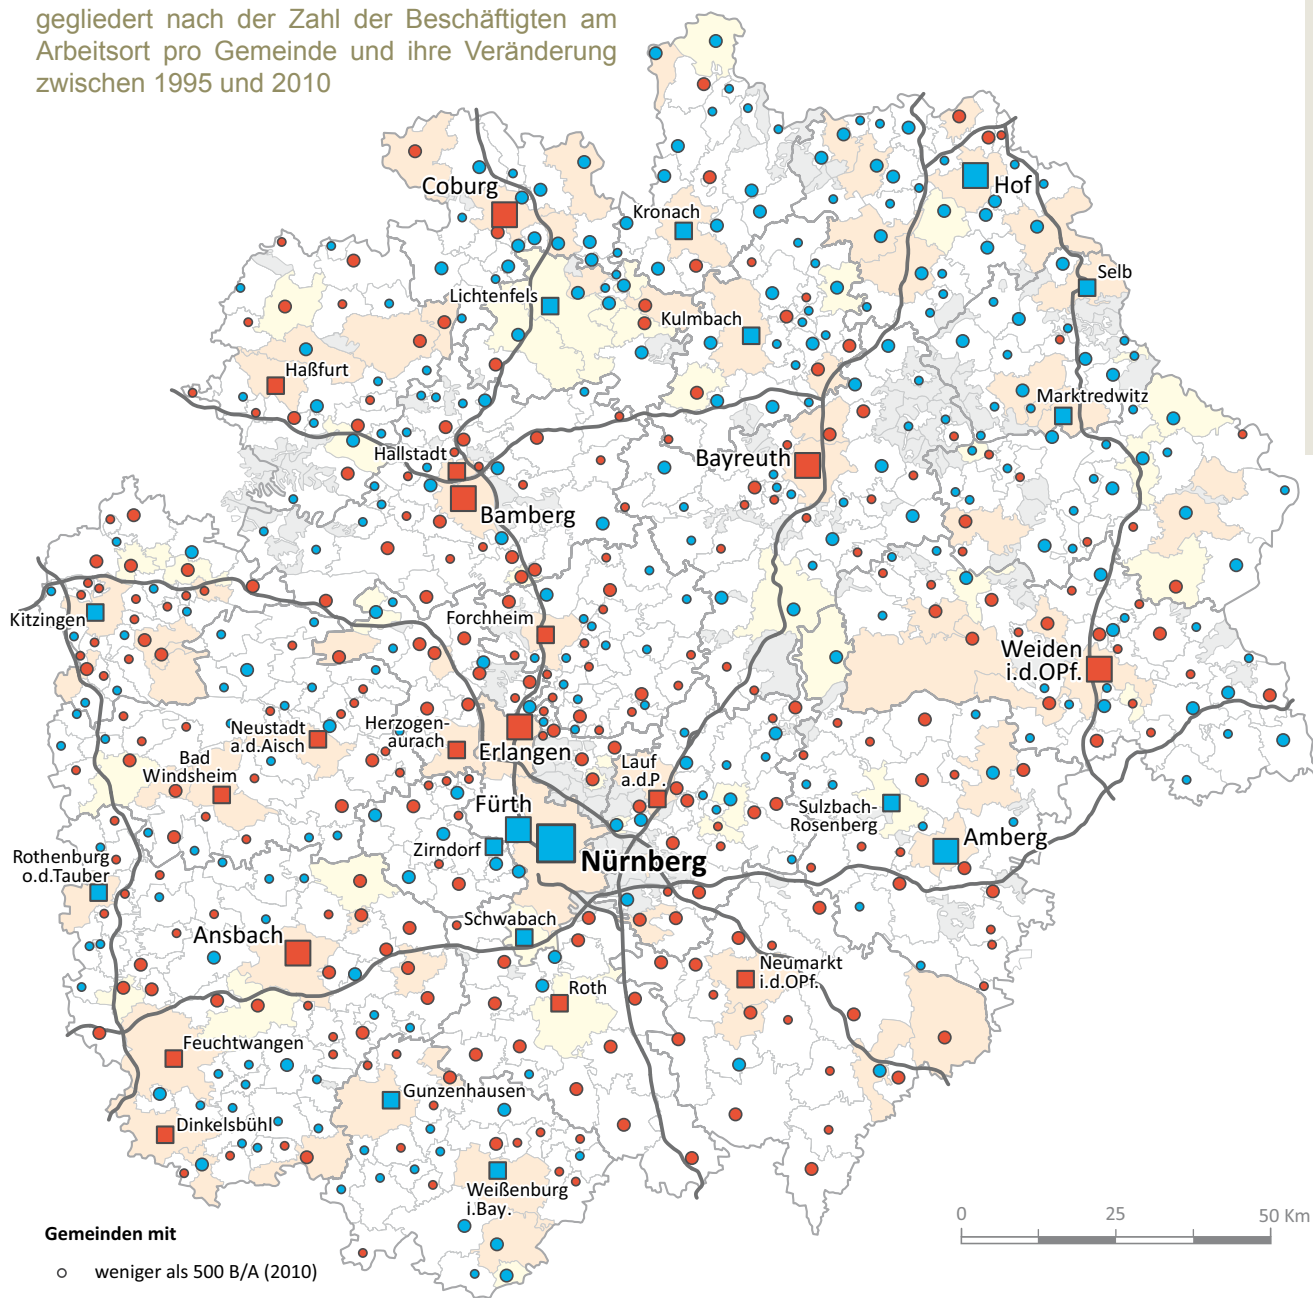 gegliedert nach der Zahl der Beschäftigten am
Arbeitsort pro Gemeinde und ihre Veränderung
zwischen 1995 und 2010
Coburg
Hof
Kronach
Selb
Lichtenfels
Kulmbach
Haßfurt
Marktredwitz
Hallstadt
Bayreuth
Bamberg
Kitzingen
Forchheim
Weiden
i.d.OPf.
Neustadt
a.d.Aisch
Herzogen-
aurach
Erlangen
Bad
Windsheim
Lauf
a.d.P.
Fürth
Sulzbach-
Rosenberg
Zirndorf
Nürnberg
Amberg
Rothenburg
o.d.Tauber
Schwabach
Ansbach
Neumarkt
i.d.OPf.
Roth
Feuchtwangen
Gunzenhausen
Dinkelsbühl
Weißenburg
i.Bay.
0 25 50 Km
Gemeinden mit
weniger als 500 B/A (2010)